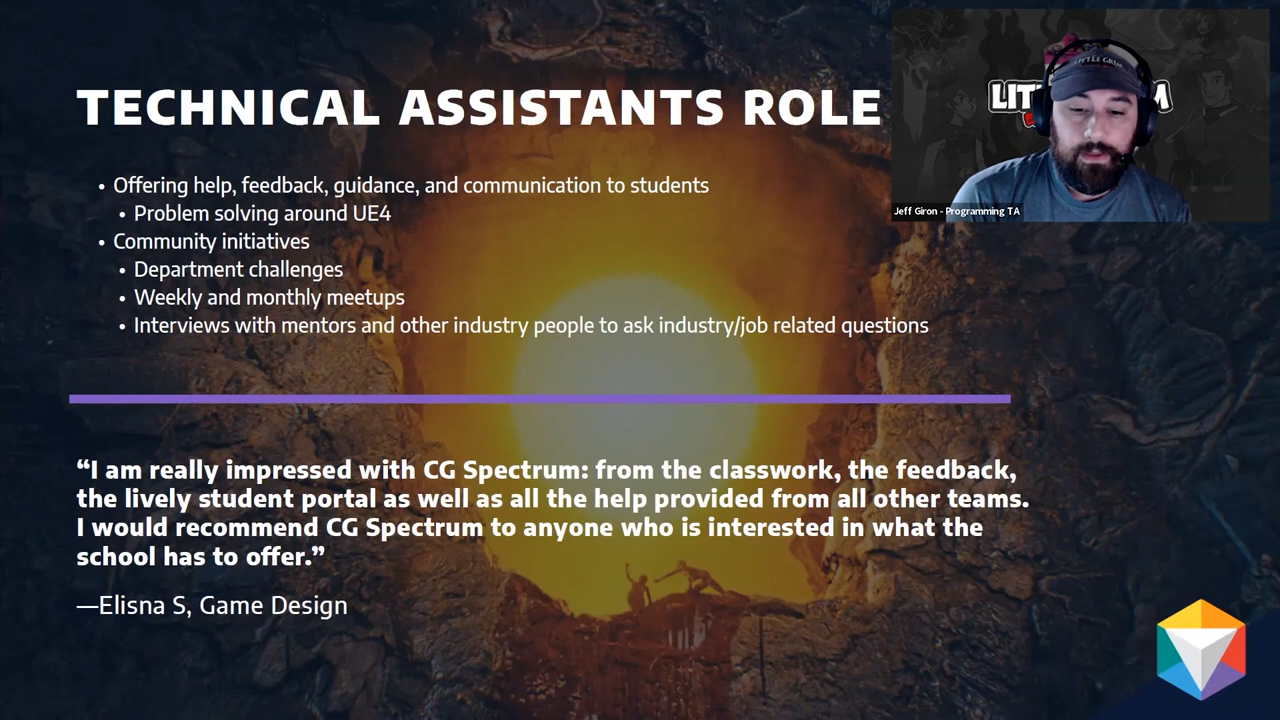 TECHNICAL ASSISTANTS ROLE
• Offering help, feedback, guidance, and communication to students
• Problem solving around UE4
• Community initiatives
• Department challenges
• Weekly and monthly meetups
• Interviews with mentors and other industry people to ask industry/job related questions
“I am really impressed with CG Spectrum: from the classwork, the feedback,
the lively student portal as well as all the help provided from all other teams.
I would recommend CG Spectrum to anyone who is interested in what the
school has to offer.”
—Elisna S, Game Design
LITTLE GRIM
LIT M
Jeff Giron - Programming TA